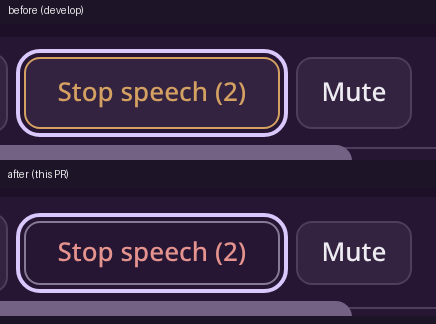 before (develop)
Stop speech (2) Mute
after (this PR)
Stop speech (2) Mute